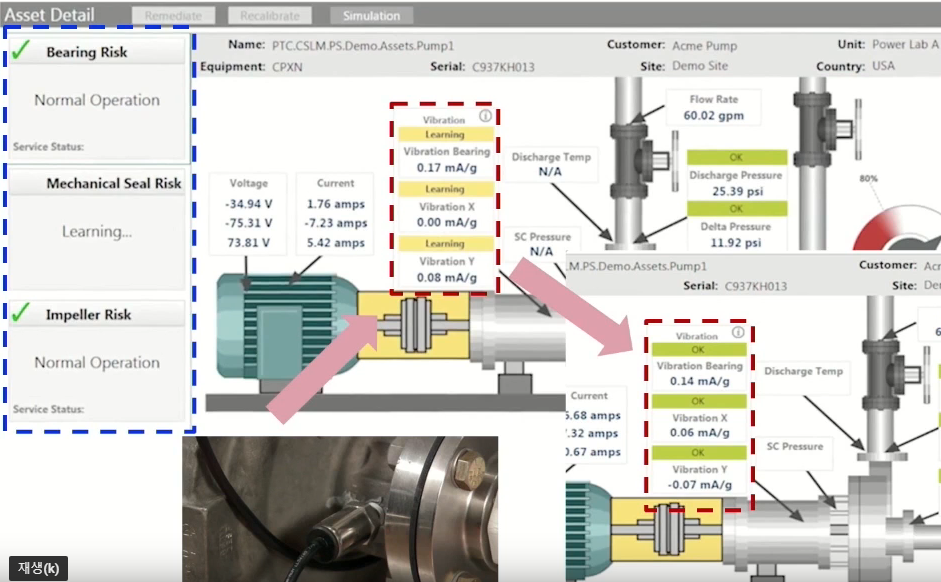 Asset Detail
Remediate
Recalibrate
Simulation
Name: PTC.CSLM.PS.Demo.Assets.Pump1
Customer: Acme Pump
Unit: Power Lab A
Equipment: CPXN
Serial: C937KH013
Site: Demo Site
Country: USA
Bearing Risk
Normal Operation
Service Status:
Mechanical Seal Risk
Learning...
Impeller Risk
Normal Operation
Service Status:
Voltage
-34.94 V
-75.31 V
73.81 V
Current
1.76 amps
-7.23 amps
5.42 amps
Vibration
Learning
Vibration Bearing
0.17 mA/g
Learning
Vibration X
0.00 mA/g
Learning
Vibration Y
0.08 mA/g
Discharge Temp
N/A
SC Pressure
N/A
Flow Rate
60.02 gpm
OK
Discharge Pressure
25.39 psi
OK
Delta Pressure
11.92 psi
80%
.M.PS.Demo.Assets.Pump1
Customer: Acm
Serial: C937KH013
Site: De
Vibration
OK
Vibration Bearing
0.14 mA/g
OK
Vibration X
0.06 mA/g
OK
Vibration Y
-0.07 mA/g
Current
.68 amps
.32 amps
0.67 amps
Discharge Temp
SC Pressure
6
재생(k)